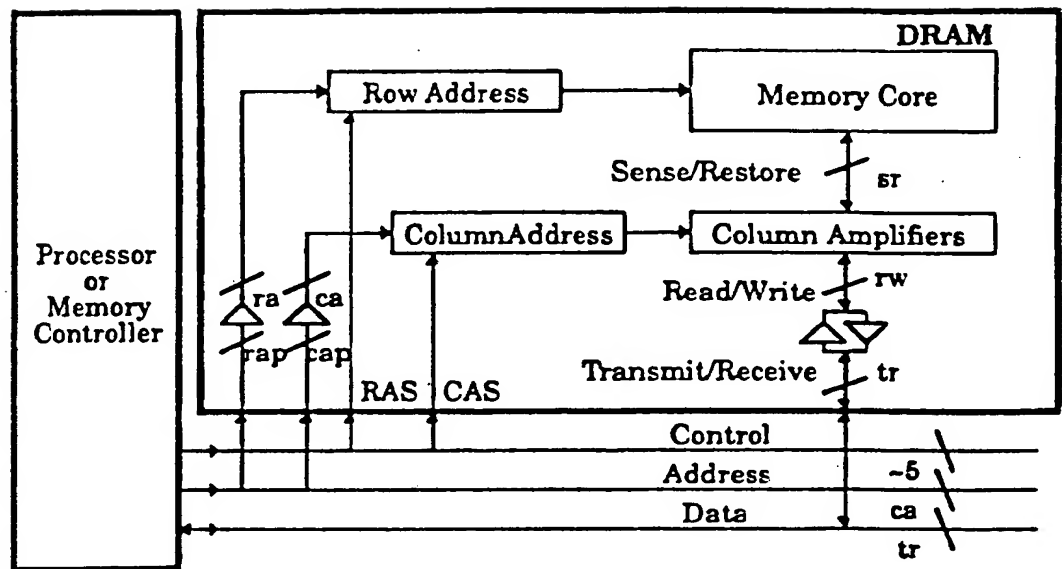 DRAM
Row Address
Memory Core
Sense/Restore
sr
ColumnAddress
Column Amplifiers
Processor
or
Memory
Controller
ra
ca
Read/Write
rw
rap
cap
Transmit/Receive
tr
RAS
CAS
Control
~5
Address
ca
Data
tr